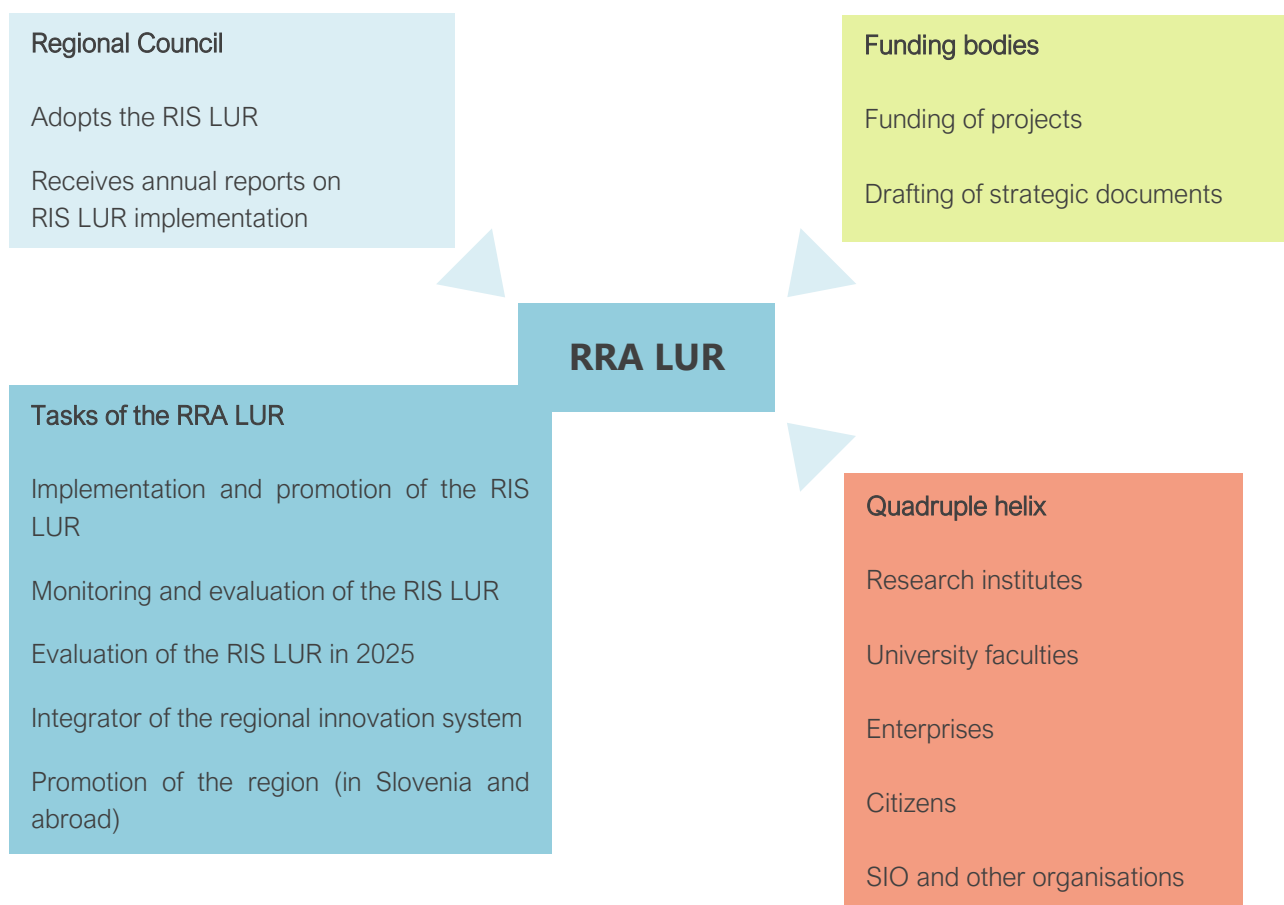 Regional Council
Adopts the RIS LUR
Receives annual reports on
RIS LUR implementation
Funding bodies
Funding of projects
Drafting of strategic documents
RRA LUR
Tasks of the RRA LUR
Implementation and promotion of the RIS
LUR
Monitoring and evaluation of the RIS LUR
Evaluation of the RIS LUR in 2025
Integrator of the regional innovation system
Promotion of the region (in Slovenia and
abroad)
Quadruple helix
Research institutes
University faculties
Enterprises
Citizens
SIO and other organisations